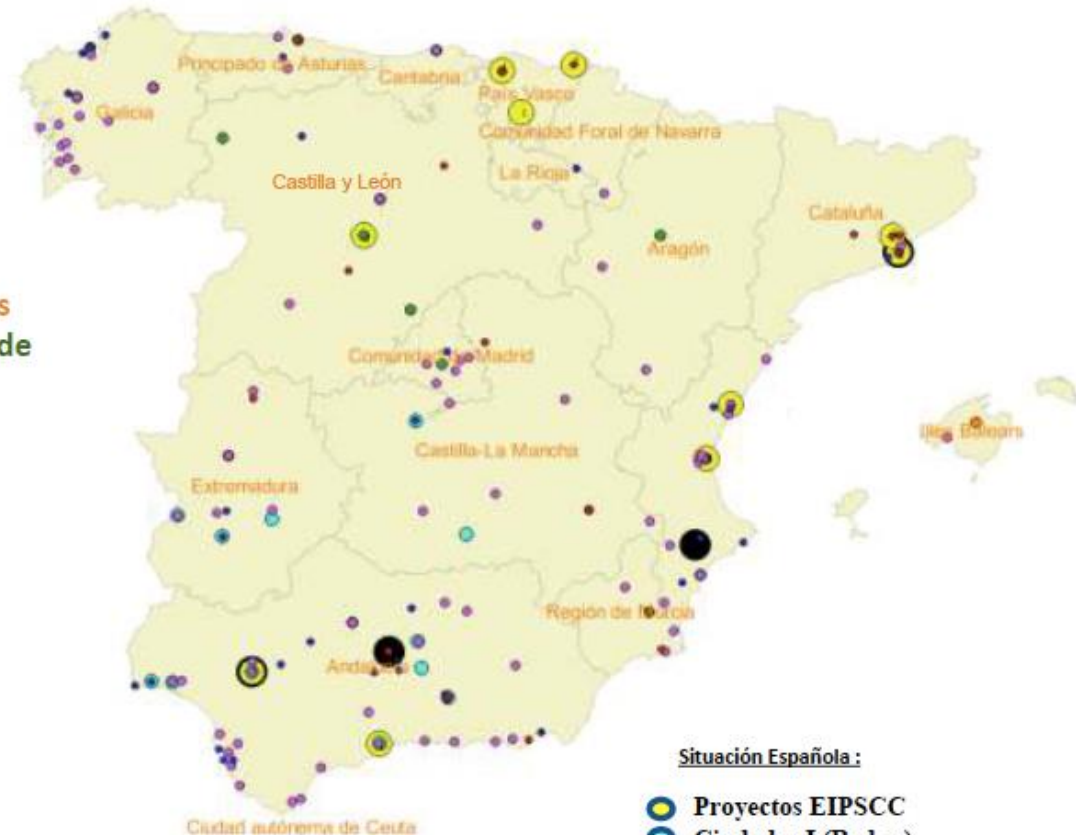 Principado de Asturias
Cantabria
País Vasco
Galicia
Comunidad Foral de Navarra
La Rioja
Castilla y León
Cataluña
Aragón
s
de
Comunidad de Madrid
Illes Balears
Castilla-La Mancha
Extremadura
Región de Murcia
Andalucía
Situación Española :
Proyectos EIPSCC
Ciudad autónoma de Ceuta